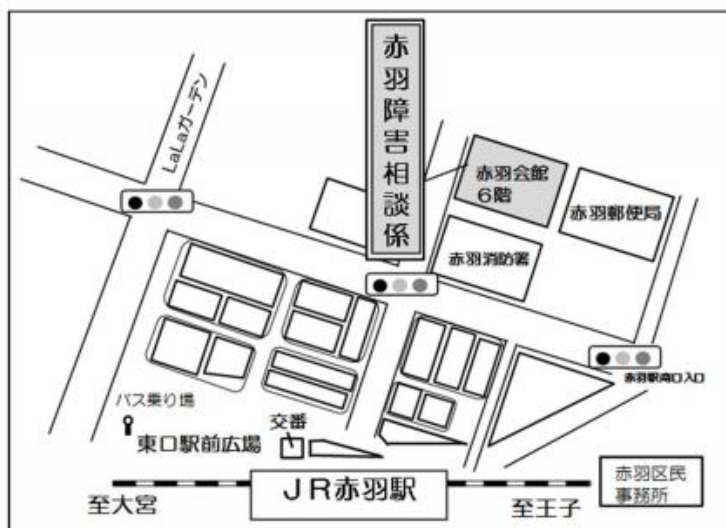 赤羽障害相談係
LaLaガーデン
赤羽会館
6階
赤羽郵便局
赤羽消防署
赤羽駅南口入口
バス乗り場
東口駅前広場
交番
JR赤羽駅
至大宮
至王子
赤羽区民
事務所